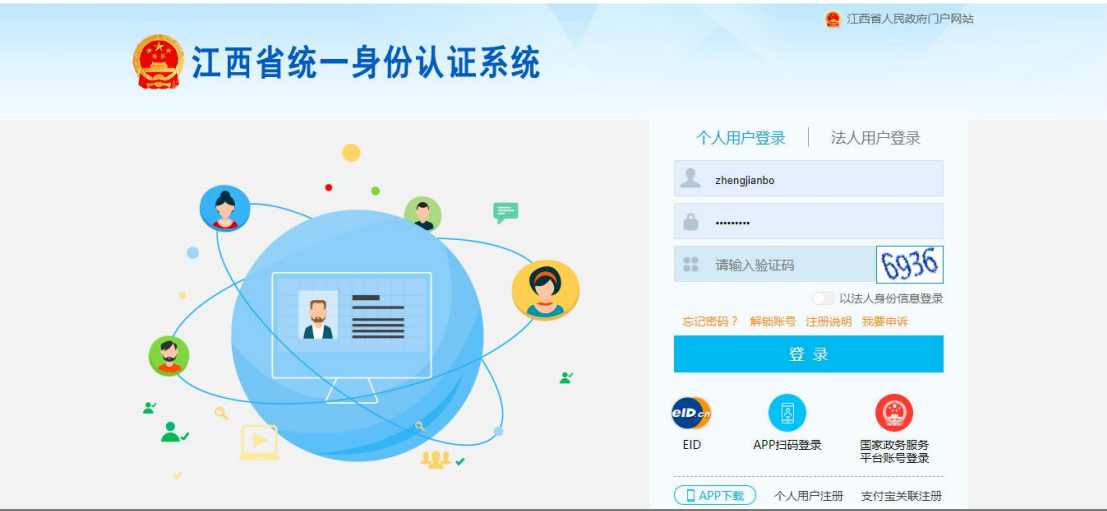 江西省人民政府门户网站
江西省统一身份认证系统
个人用户登录 法人用户登录
zhengjianbo
•••••••••
请输入验证码 6936
以法人身份信息登录
忘记密码？ 解锁账号 注册说明 我要申诉
登 录
eID.cn
EID APP扫码登录 国家政务服务
平台账号登录
APP下载 个人用户注册 支付宝关联注册